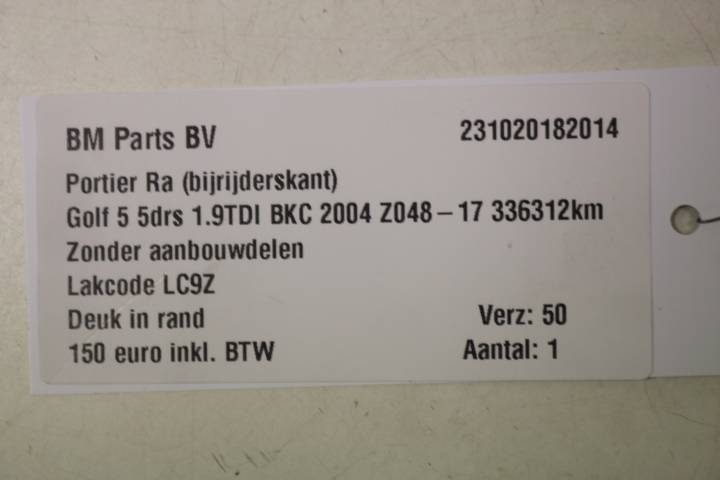 BM Parts BV 231020182014
Portier Ra (bijrijderskant)
Golf 5 5drs 1.9TDI BKC 2004 Z048-17 336312km
Zonder aanbouwdelen
Lakcode LC9Z
Deuk in rand Verz: 50
150 euro inkl. BTW Aantal: 1